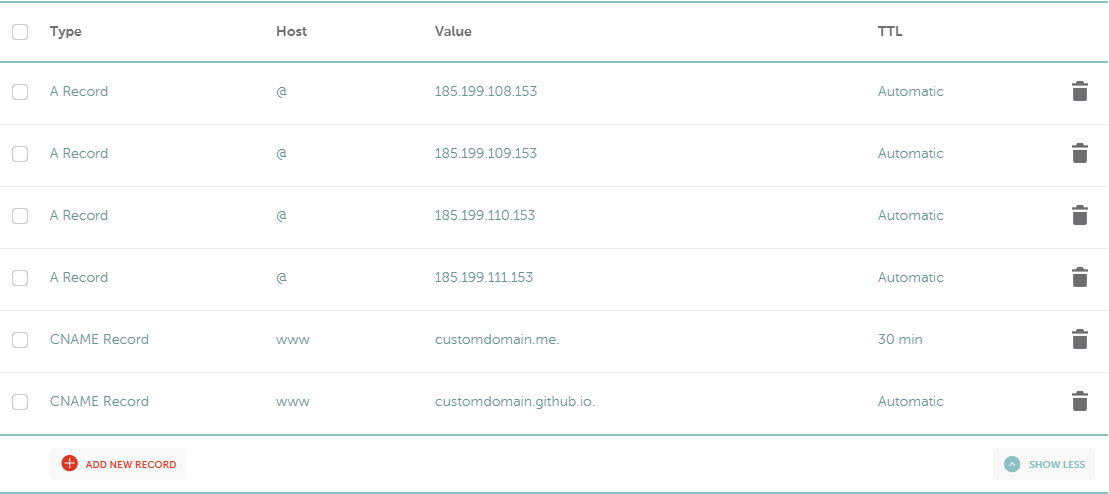 Type Host Value TTL
A Record @ 185.199.108.153 Automatic
A Record @ 185.199.109.153 Automatic
A Record @ 185.199.110.153 Automatic
A Record @ 185.199.111.153 Automatic
CNAME Record www customdomain.me. 30 min
CNAME Record www customdomain.github.io. Automatic
ADD NEW RECORD SHOW LESS